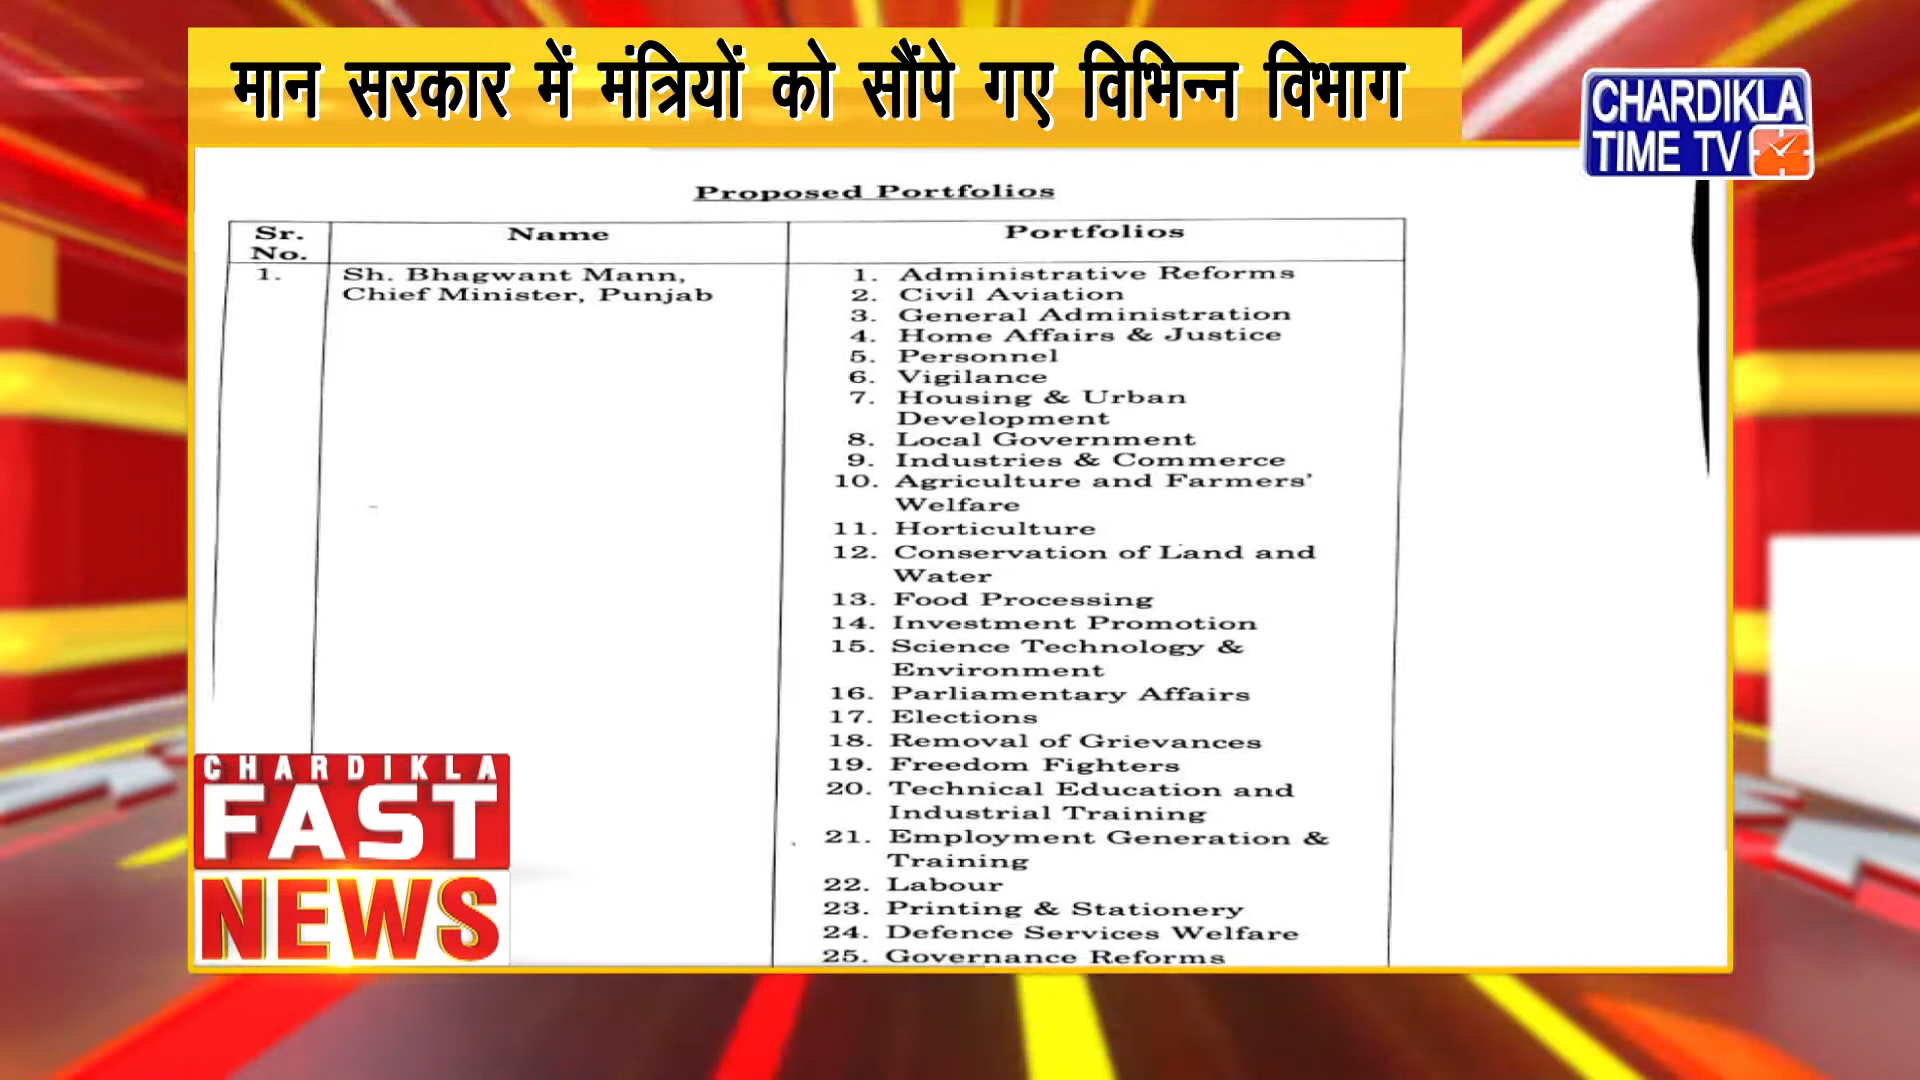 मान सरकार में मंत्रियों को सौंपे गए विभिन्न विभाग
CHARDIKLA
TIME TV
Proposed Portfolios
Sr. No.
Name
Portfolios
1.
Sh. Bhagwant Mann,
Chief Minister, Punjab
1. Administrative Reforms
2. Civil Aviation
3. General Administration
4. Home Affairs & Justice
5. Personnel
6. Vigilance
7. Housing & Urban
Development
8. Local Government
9. Industries & Commerce
10. Agriculture and Farmers'
Welfare
11. Horticulture
12. Conservation of Land and
Water
13. Food Processing
14. Investment Promotion
15. Science Technology &
Environment
16. Parliamentary Affairs
17. Elections
18. Removal of Grievances
19. Freedom Fighters
20. Technical Education and
Industrial Training
21. Employment Generation &
Training
22. Labour
23. Printing & Stationery
24. Defence Services Welfare
25. Governance Reforms
CHARDIKLA
FAST
NEWS